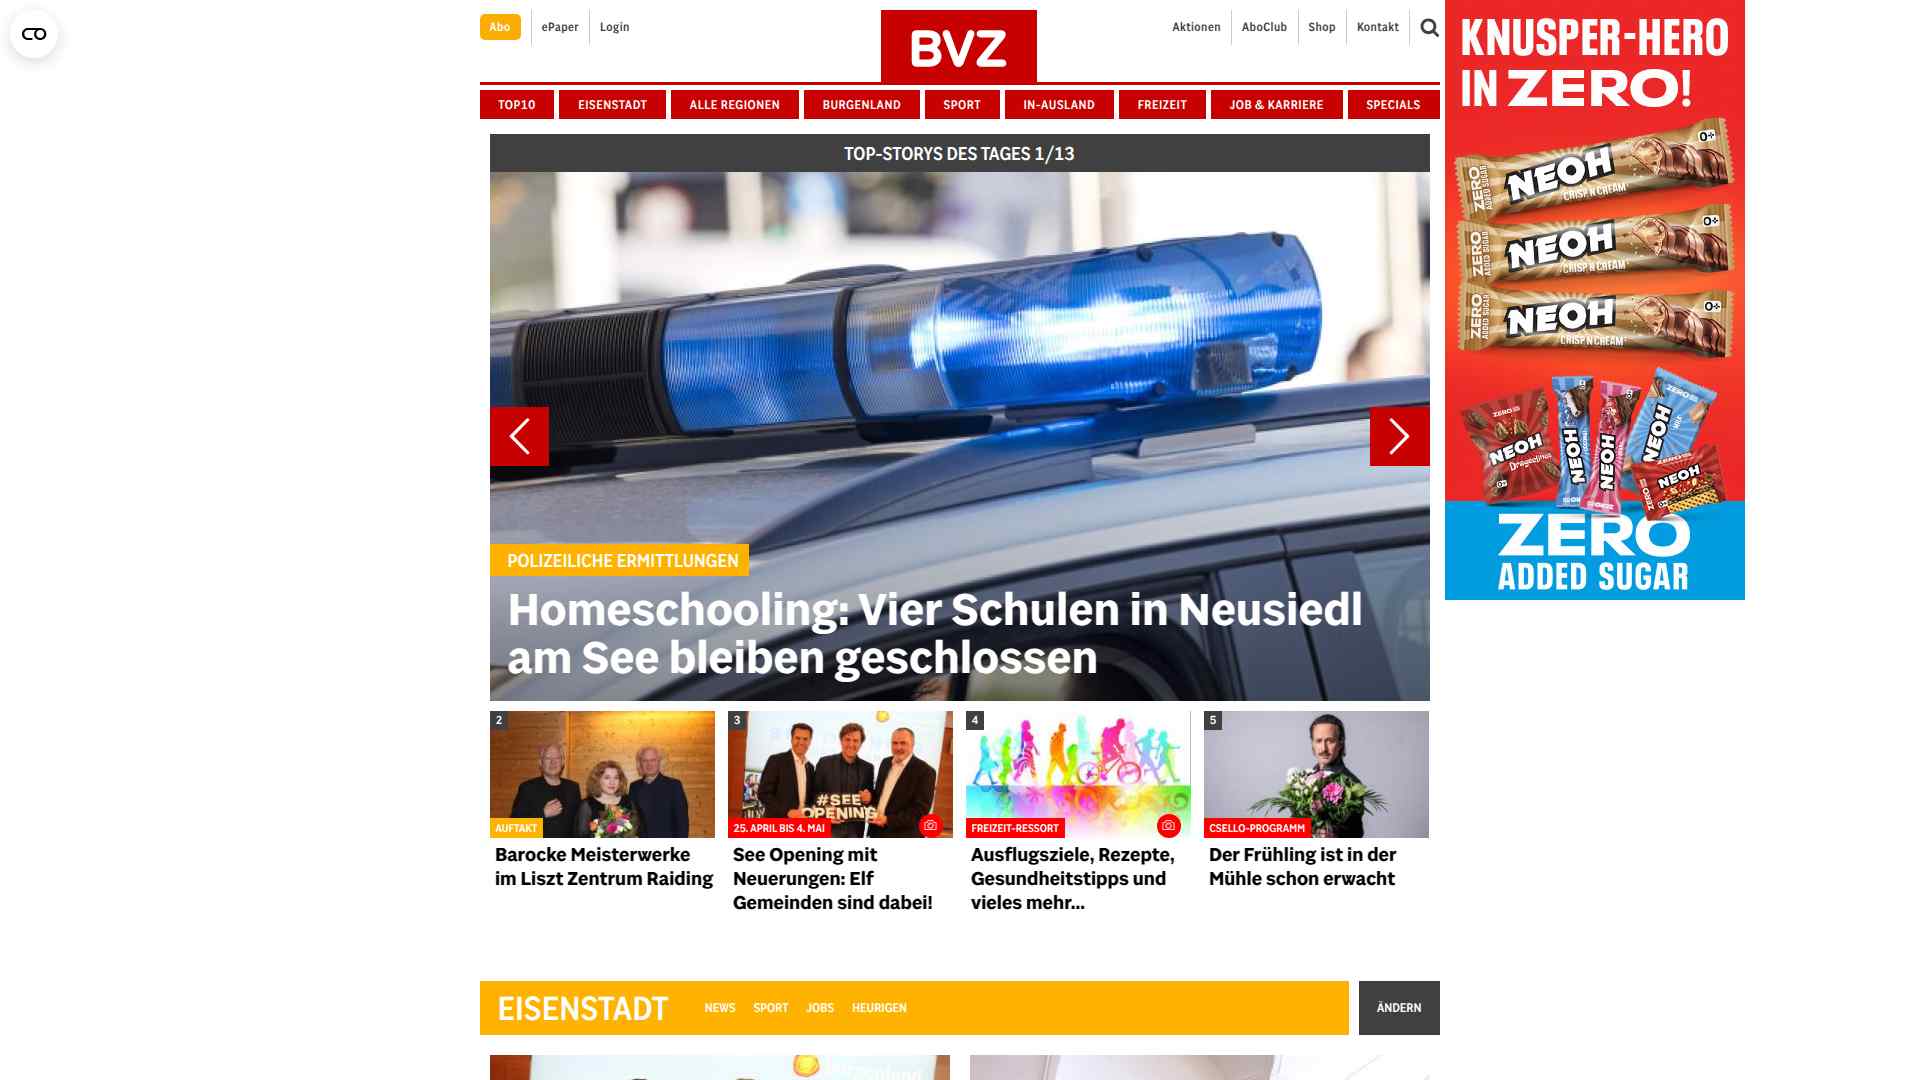 Abo
ePaper
Login
BVZ
Aktionen
AboClub
Shop
Kontakt
TOP10
EISENSTADT
ALLE REGIONEN
BURGENLAND
SPORT
IN-AUSLAND
FREIZEIT
JOB & KARRIERE
SPECIALS
TOP-STORYS DES TAGES 1/13
POLIZEILICHE ERMITTLUNGEN
Homeschooling: Vier Schulen in Neusiedl
am See bleiben geschlossen
2
AUFTAKT
Barocke Meisterwerke
im Liszt Zentrum Raiding
3
#SEE
OPENING
25. APRIL BIS 4. MAI
See Opening mit
Neuerungen: Elf
Gemeinden sind dabei!
4
FREIZEIT-RESSORT
Ausflugsziele, Rezepte,
Gesundheitstipps und
vieles mehr...
5
CSELLO-PROGRAMM
Der Frühling ist in der
Mühle schon erwacht
EISENSTADT
NEWS
SPORT
JOBS
HEURIGEN
ÄNDERN
KNUSPER-HERO
IN ZERO!
ZERO
ADDED SUGAR
NEOH
CRISP N CREAM
0+
ZERO
ADDED SUGAR
NEOH
CRISP N CREAM
0+
ZERO
ADDED SUGAR
NEOH
CRISP N CREAM
0+
NEOH
NEOH
NEOH
NEOH
NEOH
ZERO
ADDED SUGAR